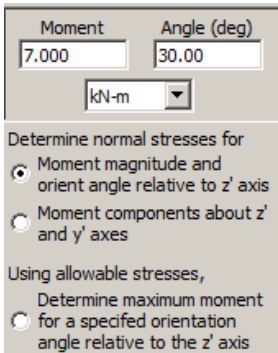 Moment Angle (deg)
7.000 30.00
kN-m
Determine normal stresses for
Moment magnitude and
orient angle relative to z' axis
Moment components about z'
and y' axes
Using allowable stresses,
Determine maximum moment
for a specifed orientation
angle relative to the z' axis